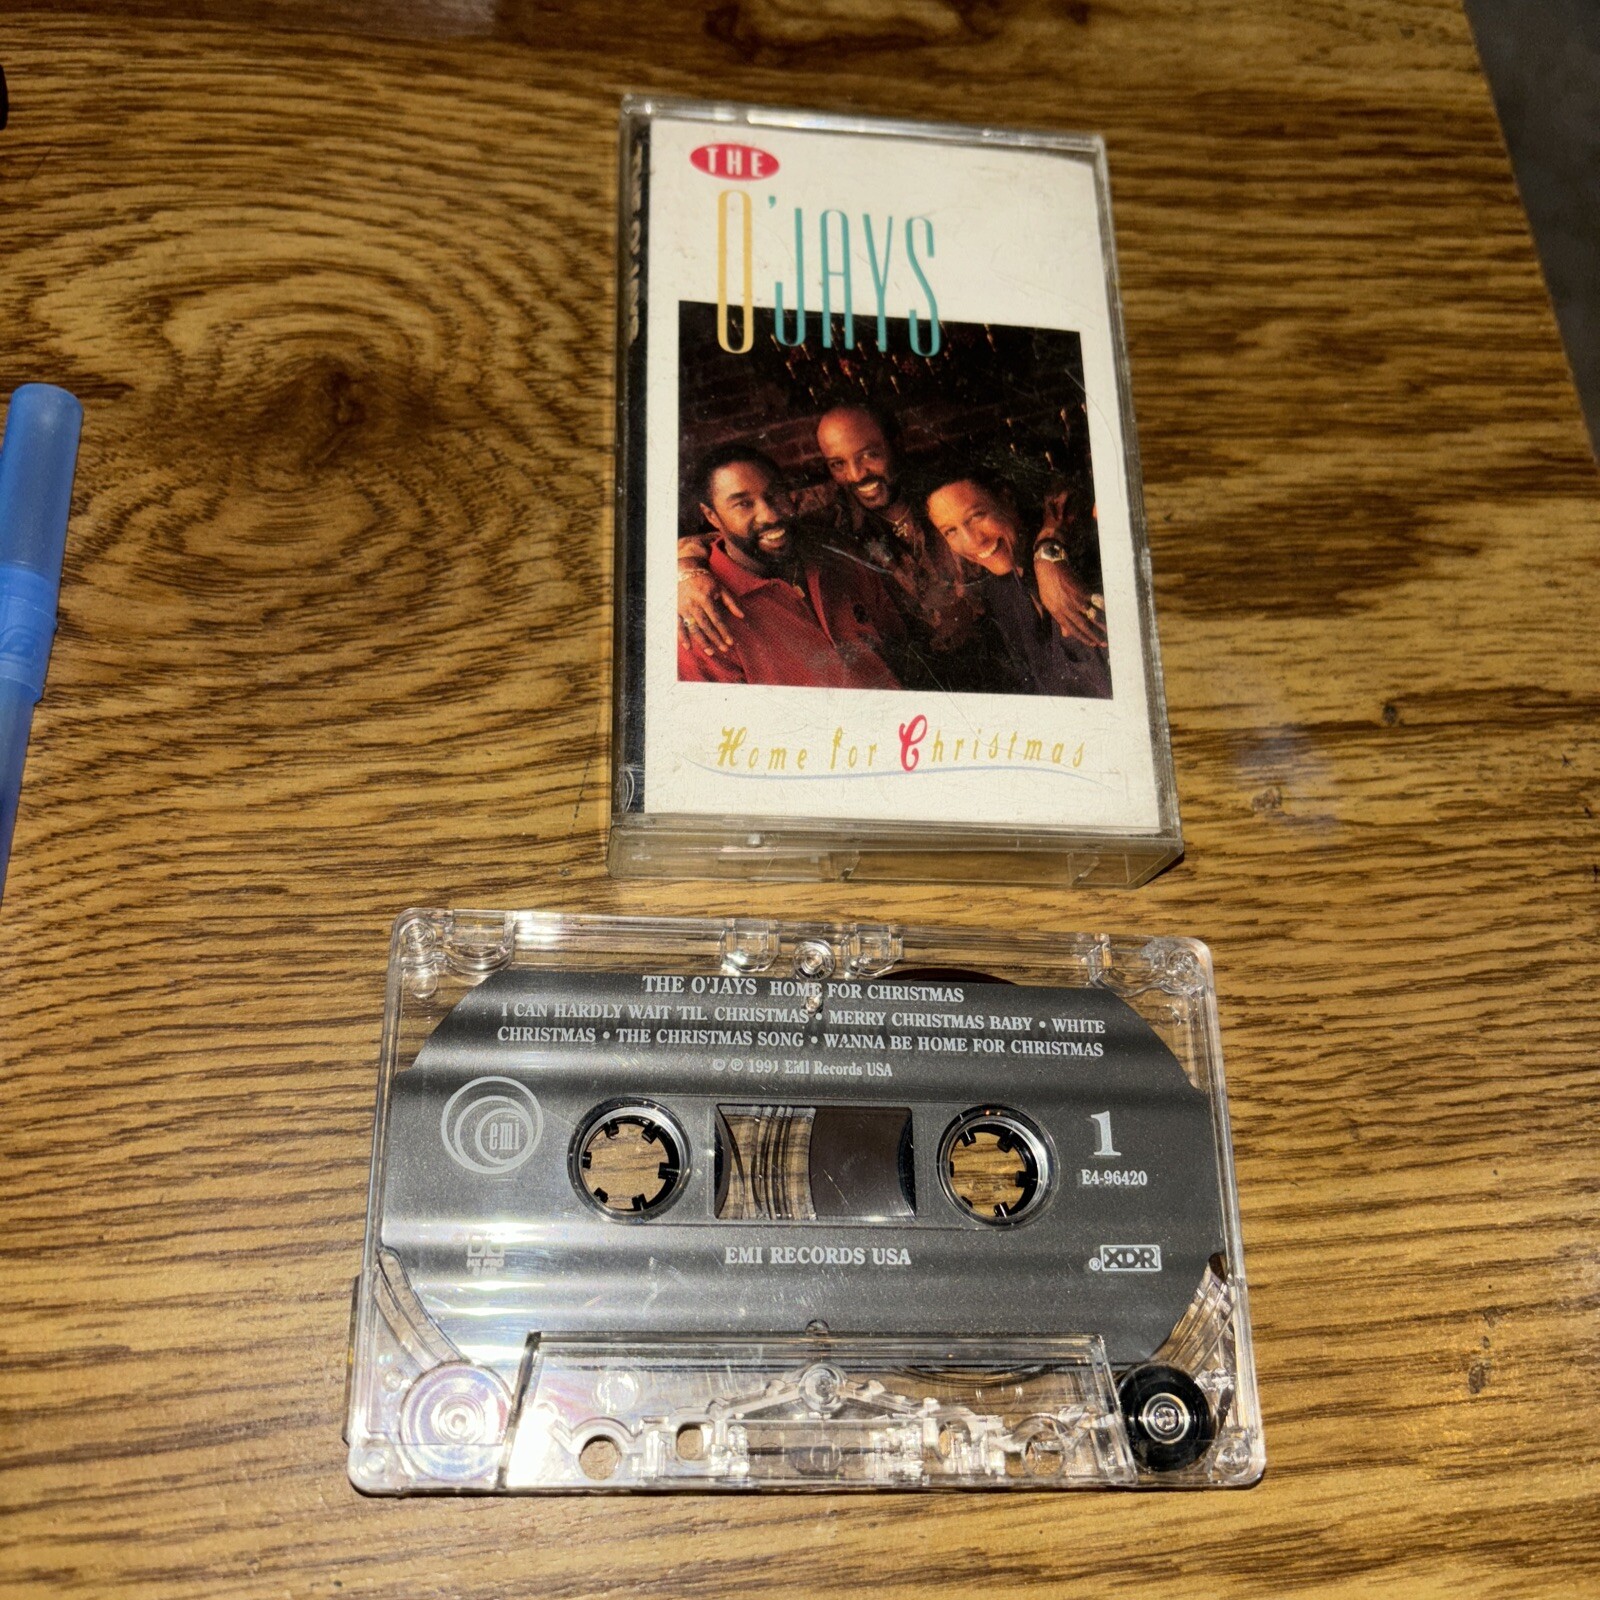 THE
O'JAYS
Home for Christmas
THE O'JAYS HOME FOR CHRISTMAS
I CAN HARDLY WAIT 'TIL CHRISTMAS • MERRY CHRISTMAS BABY • WHITE
CHRISTMAS • THE CHRISTMAS SONG • WANNA BE HOME FOR CHRISTMAS
© ℗ 1991 EMI Records USA
emi
1
E4-96420
EMI RECORDS USA
® XDR